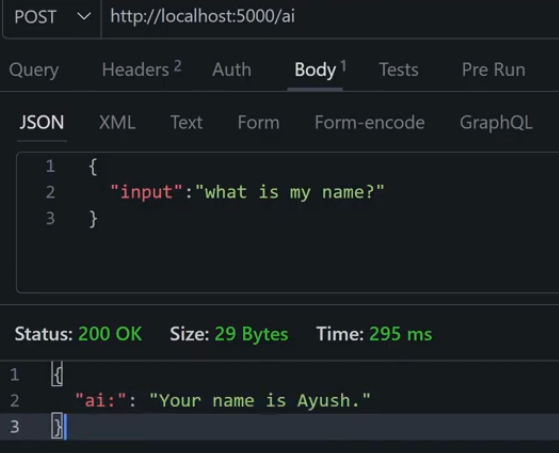 POST http://localhost:5000/ai
Query Headers 2 Auth Body 1 Tests Pre Run
JSON XML Text Form Form-encode GraphQL
1 {
2 "input":"what is my name?"
3 }
Status: 200 OK Size: 29 Bytes Time: 295 ms
1 {
2 "ai:": "Your name is Ayush."
3 }